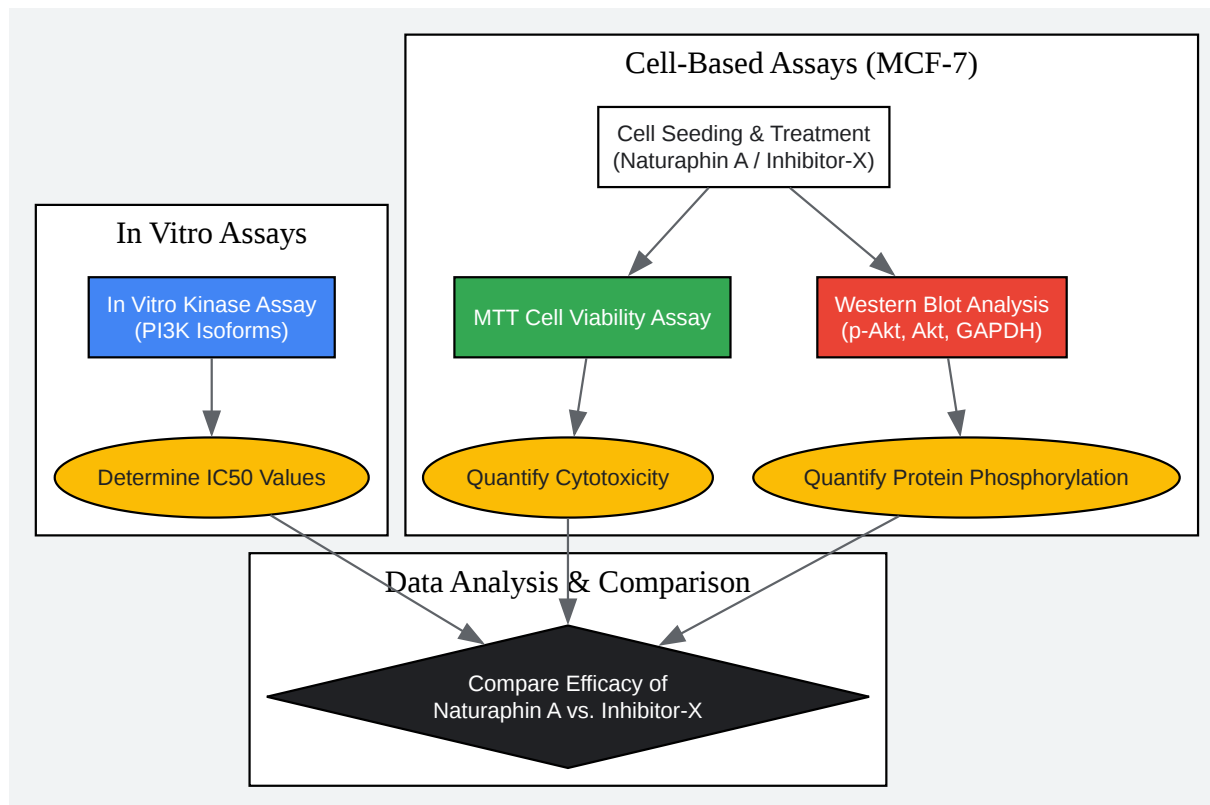 Cell-Based Assays (MCF-7)
Cell Seeding & Treatment
(Naturaphin A / Inhibitor-X)
In Vitro Assays
In Vitro Kinase Assay
(PI3K Isoforms)
MTT Cell Viability Assay
Western Blot Analysis
(p-Akt, Akt, GAPDH)
Determine IC50 Values
Quantify Cytotoxicity
Quantify Protein Phosphorylation
Data Analysis & Comparison
Compare Efficacy of
Naturaphin A vs. Inhibitor-X